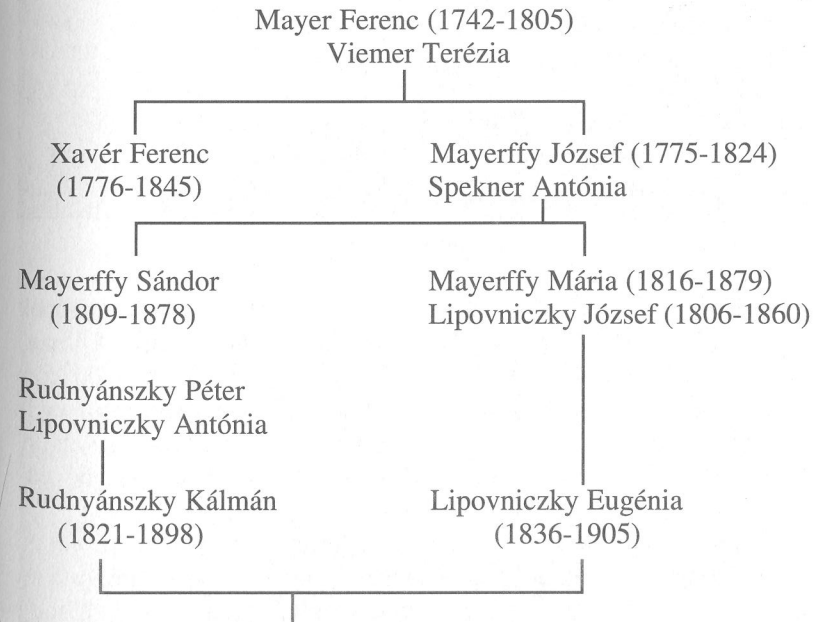 Mayer Ferenc (1742-1805)
Viemer Terézia
Xavér Ferenc
(1776-1845)
Mayerffy József (1775-1824)
Spekner Antónia
Mayerffy Sándor
(1809-1878)
Mayerffy Mária (1816-1879)
Lipovniczky József (1806-1860)
Rudnyánszky Péter
Lipovniczky Antónia
Rudnyánszky Kálmán
(1821-1898)
Lipovniczky Eugénia
(1836-1905)